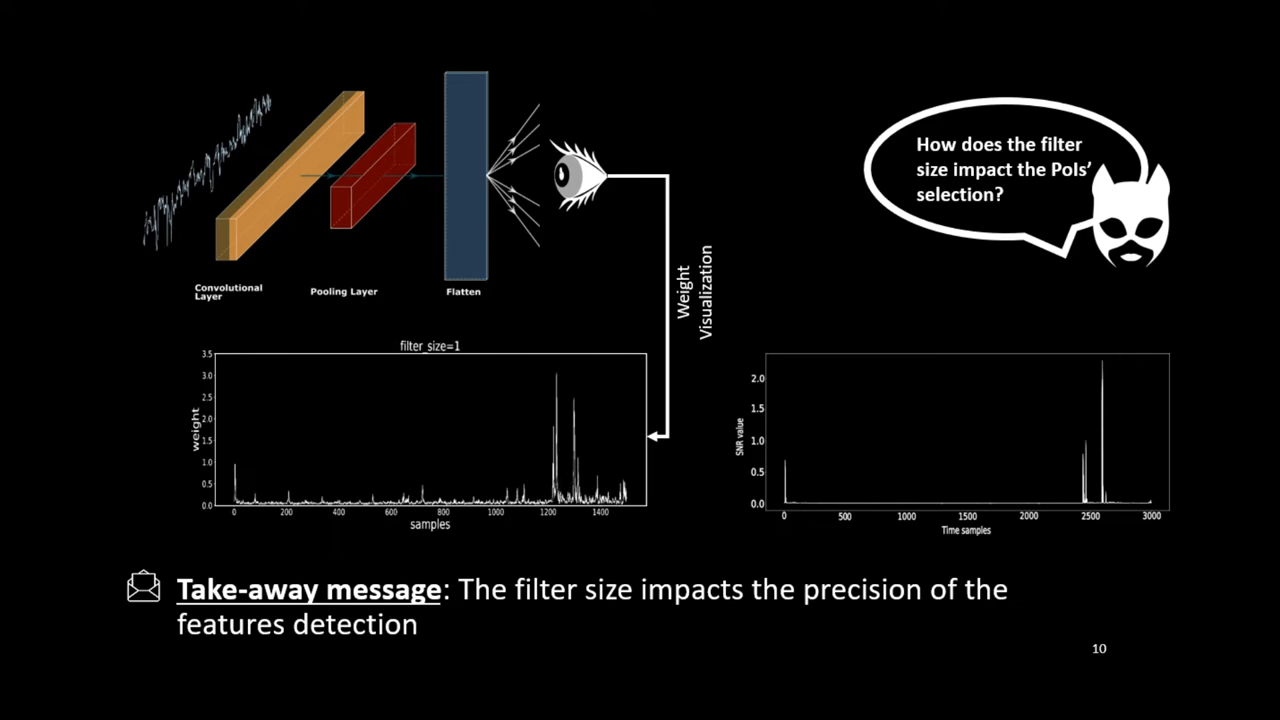 How does the filter
size impact the PoIs'
selection?
Convolutional
Layer
Pooling Layer
Flatten
Weight
Visualization
filter_size=1
weight
3.5
3.0
2.5
2.0
1.5
1.0
0.5
0.0
0 200 400 600 800 1000 1200 1400
samples
SNR value
2.0
1.5
1.0
0.5
0.0
0 500 1000 1500 2000 2500 3000
Time samples
Take-away message: The filter size impacts the precision of the
features detection
10